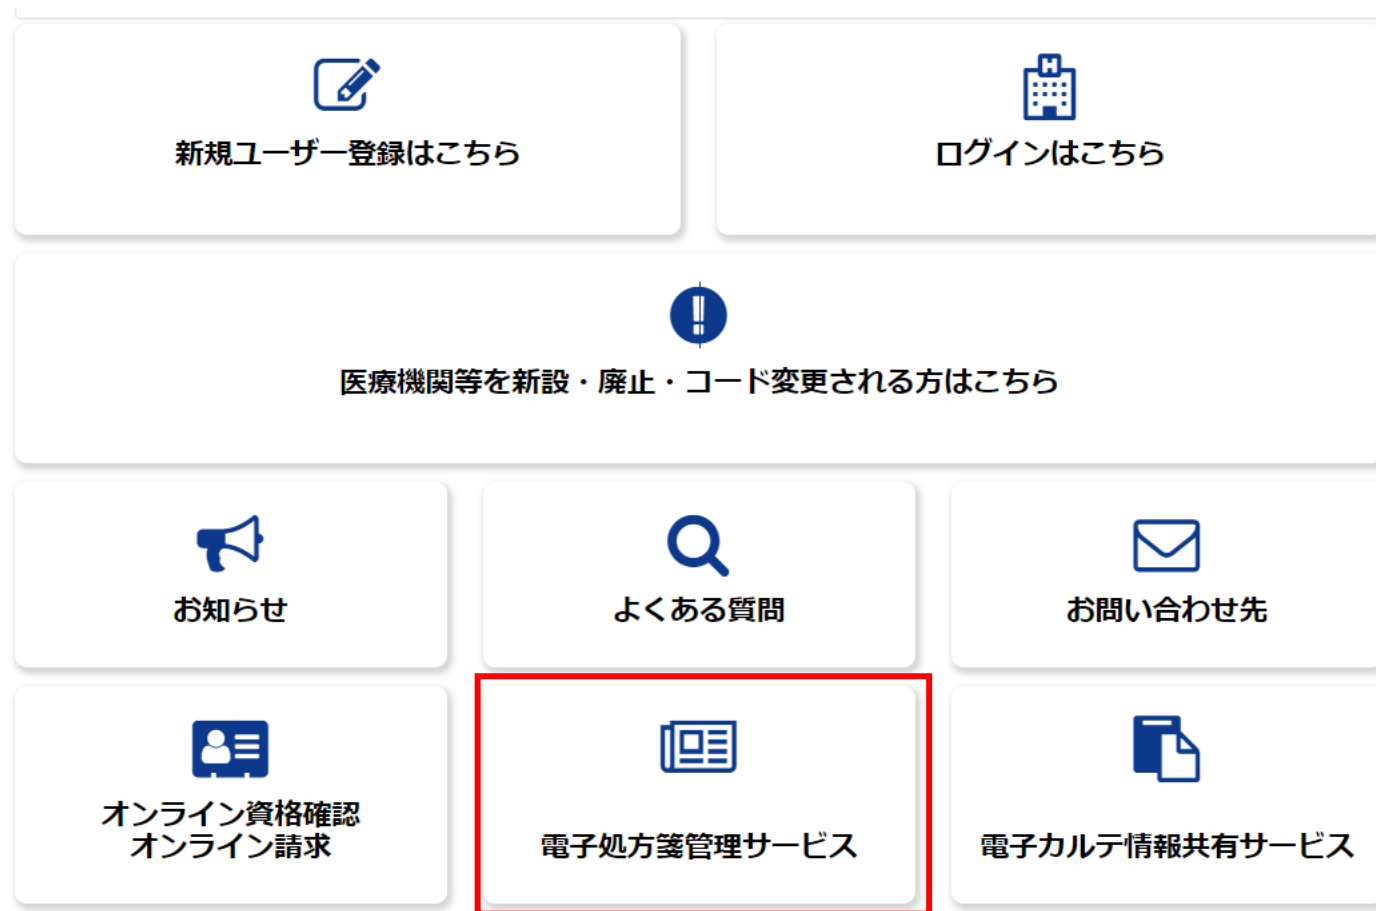 新規ユーザー登録はこちら
ログインはこちら
医療機関等を新設・廃止・コード変更される方はこちら
お知らせ
よくある質問
お問い合わせ先
オンライン資格確認
オンライン請求
電子処方箋管理サービス
電子カルテ情報共有サービス